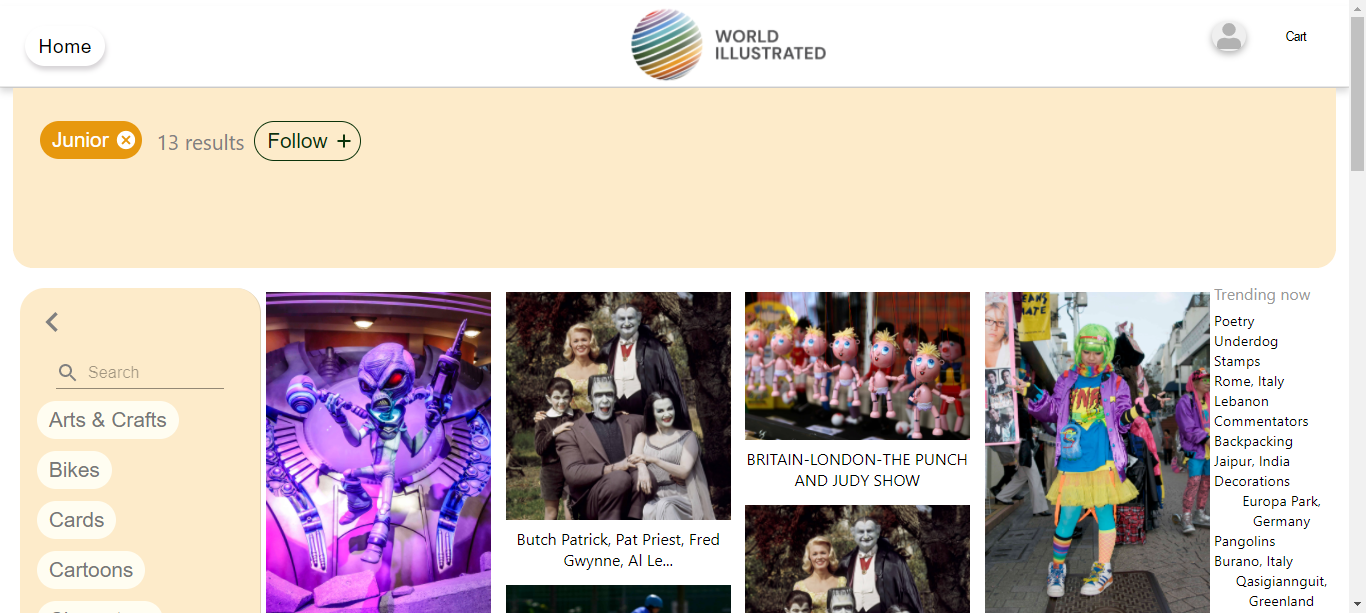 Home
WORLD
ILLUSTRATED
Cart
Junior
13 results
Follow +
Search
Arts & Crafts
Bikes
Cards
Cartoons
Butch Patrick, Pat Priest, Fred
Gwynne, Al Le...
BRITAIN-LONDON-THE PUNCH
AND JUDY SHOW
Trending now
Poetry
Underdog
Stamps
Rome, Italy
Lebanon
Commentators
Backpacking
Jaipur, India
Decorations
Europa Park,
Germany
Pangolins
Burano, Italy
Qasigiannguit,
Greenland